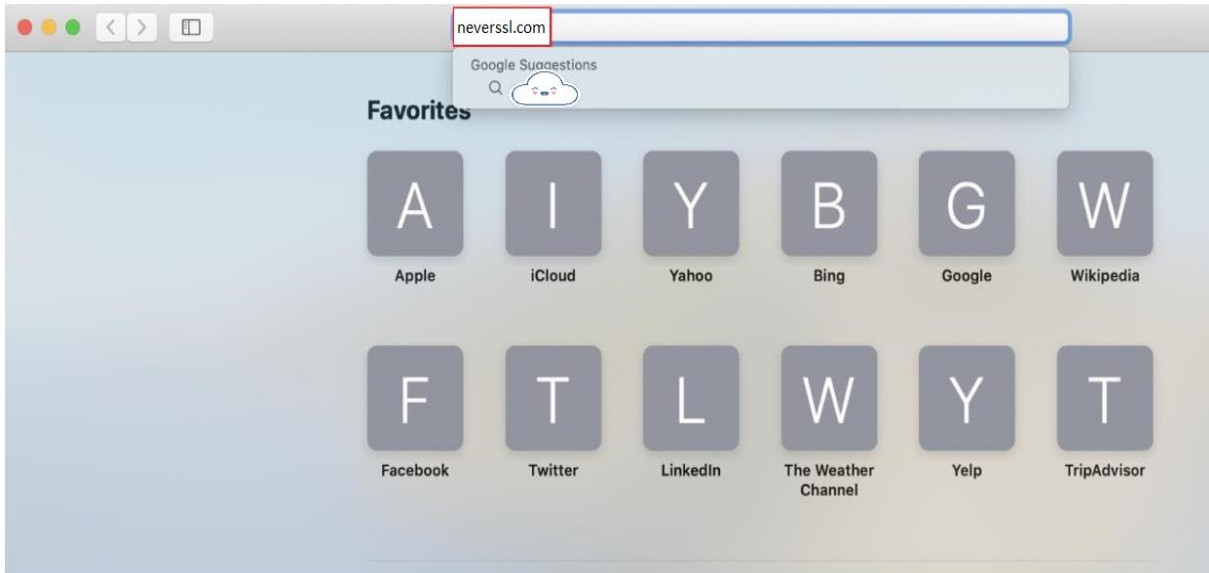 neverssl.com
Google Suggestions
Favorites
A I Y B G W
Apple iCloud Yahoo Bing Google Wikipedia
F T L W Y T
Facebook Twitter LinkedIn The Weather Yelp TripAdvisor
Channel